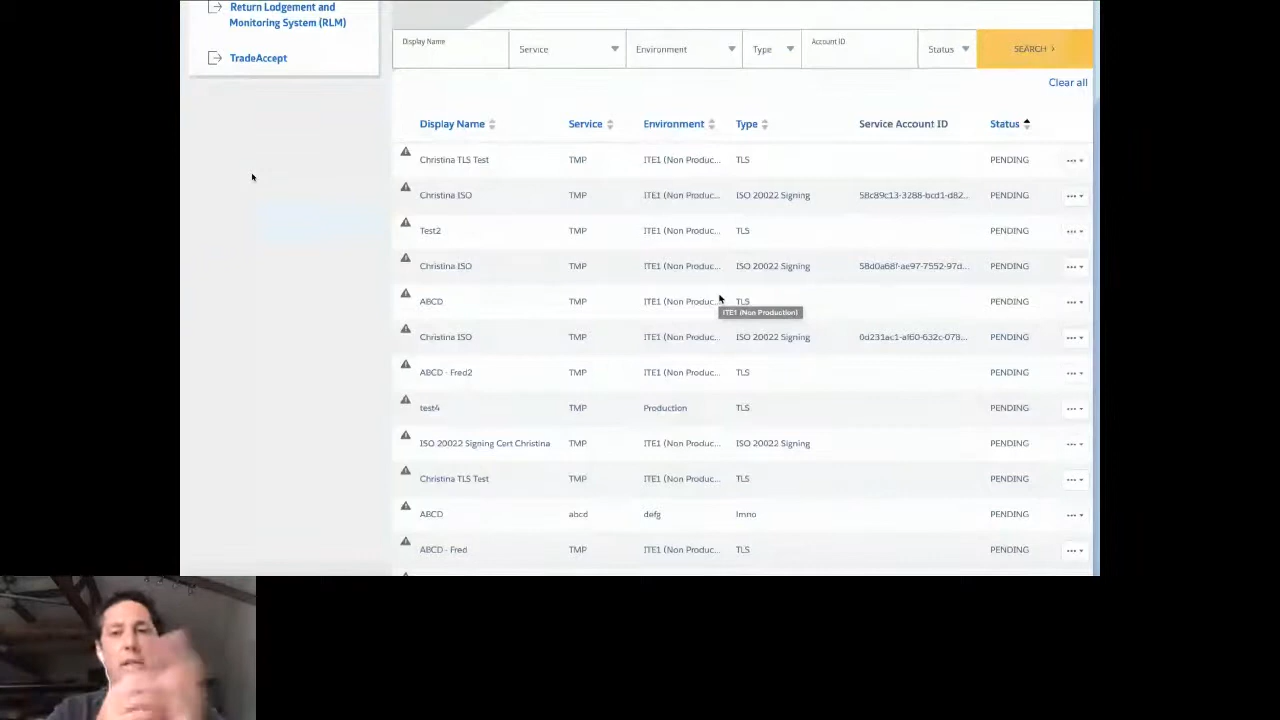 Return Lodgement and
Monitoring System (RLM)
TradeAccept
Display Name Service Environment Type Account ID Status SEARCH ›
Clear all
Display Name Service Environment Type Service Account ID Status
Christina TLS Test TMP ITE1 (Non Produc... TLS PENDING
Christina ISO TMP ITE1 (Non Produc... ISO 20022 Signing 58c89c13-3288-bcd1-d82... PENDING
Test2 TMP ITE1 (Non Produc... TLS PENDING
Christina ISO TMP ITE1 (Non Produc... ISO 20022 Signing 58d0a68f-ae97-7552-97d... PENDING
ABCD TMP ITE1 (Non Produc... TLS PENDING
ITE1 (Non Production)
Christina ISO TMP ITE1 (Non Produc... ISO 20022 Signing 0d231ac1-a160-632c-078... PENDING
ABCD - Fred2 TMP ITE1 (Non Produc... TLS PENDING
test4 TMP Production TLS PENDING
ISO 20022 Signing Cert Christina TMP ITE1 (Non Produc... ISO 20022 Signing PENDING
Christina TLS Test TMP ITE1 (Non Produc... TLS PENDING
ABCD abcd defg lmno PENDING
ABCD - Fred TMP ITE1 (Non Produc... TLS PENDING